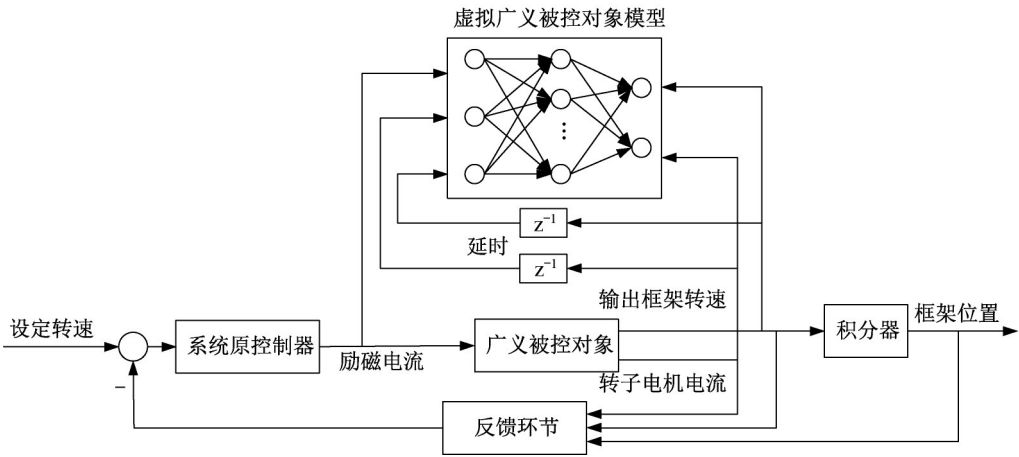 虚拟广义被控对象模型
z⁻¹
延时
z⁻¹
输出框架转速
设定转速
系统原控制器
励磁电流
广义被控对象
积分器
框架位置
转子电机电流
−
反馈环节